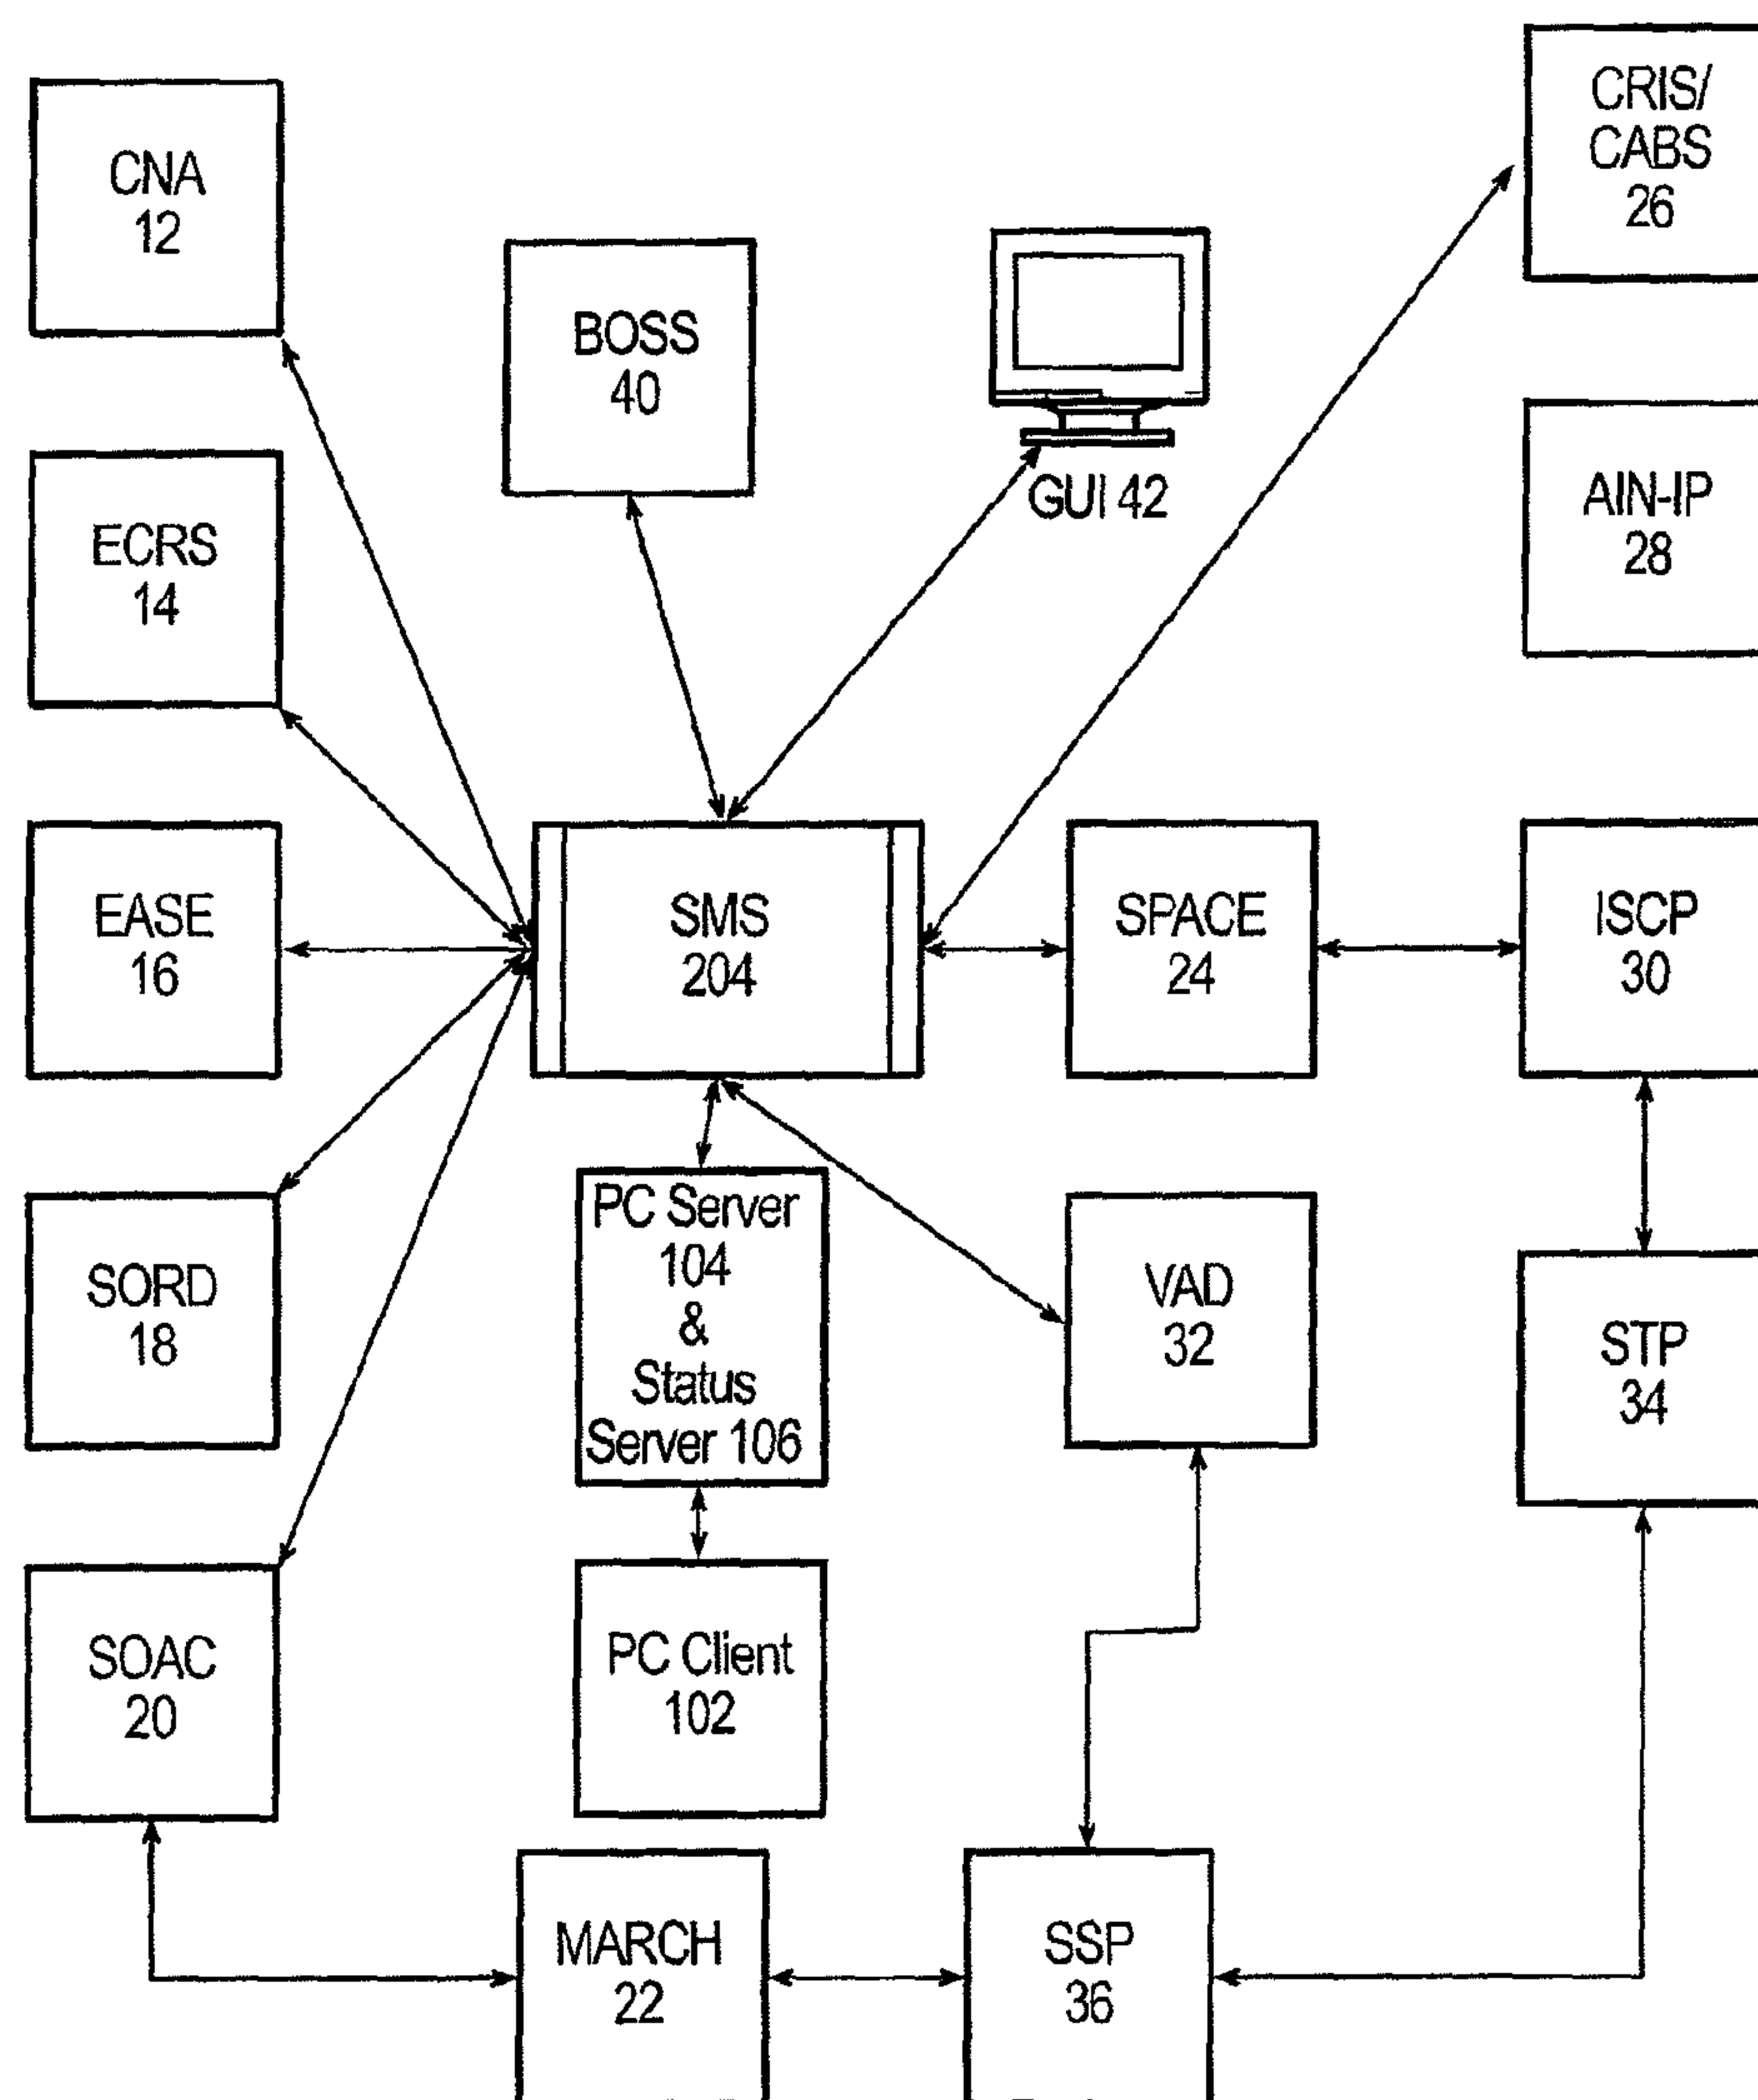 CNA
12
BOSS
40
GUI 42
CRIS/
CABS
26
ECRS
14
AIN-IP
28
EASE
16
SMS
204
SPACE
24
ISCP
30
SORD
18
PC Server
104
&
Status
Server 106
VAD
32
STP
34
SOAC
20
PC Client
102
MARCH
22
SSP
36